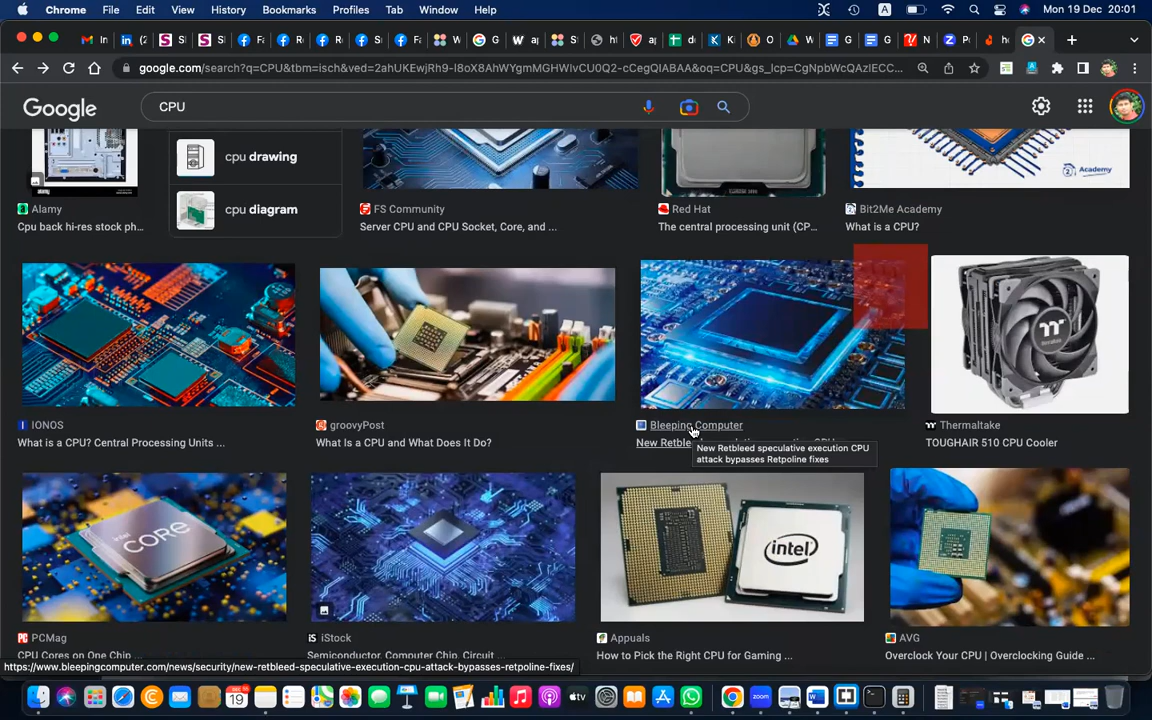 Chrome File Edit View History Bookmarks Profiles Tab Window Help A Mon 19 Dec 20:01
google.com/search?q=CPU&tbm=isch&ved=2ahUKEwjRh9-I8oX8AhWYgmMGHWIvCU0Q2-cCegQIABAA&oq=CPU&gs_lcp=CgNpbWcQAzIECC...
Google CPU
cpu drawing
cpu diagram
Academy
Alamy
Cpu back hi-res stock ph...
FS Community
Server CPU and CPU Socket, Core, and ...
Red Hat
The central processing unit (CP...
Bit2Me Academy
What is a CPU?
IONOS
What is a CPU? Central Processing Units ...
groovyPost
What Is a CPU and What Does It Do?
Bleeping Computer
New Retbleed speculative execution CPU
attack bypasses Retpoline fixes
Thermaltake
TOUGHAIR 510 CPU Cooler
intel
CORE
intel
PCMag
CPU Cores on One Chip ...
iStock
Semiconductor, Computer Chip, Circuit ...
Appuals
How to Pick the Right CPU for Gaming ...
AVG
Overclock Your CPU | Overclocking Guide ...
https://www.bleepingcomputer.com/news/security/new-retbleed-speculative-execution-cpu-attack-bypasses-retpoline-fixes/
19 tv zoom